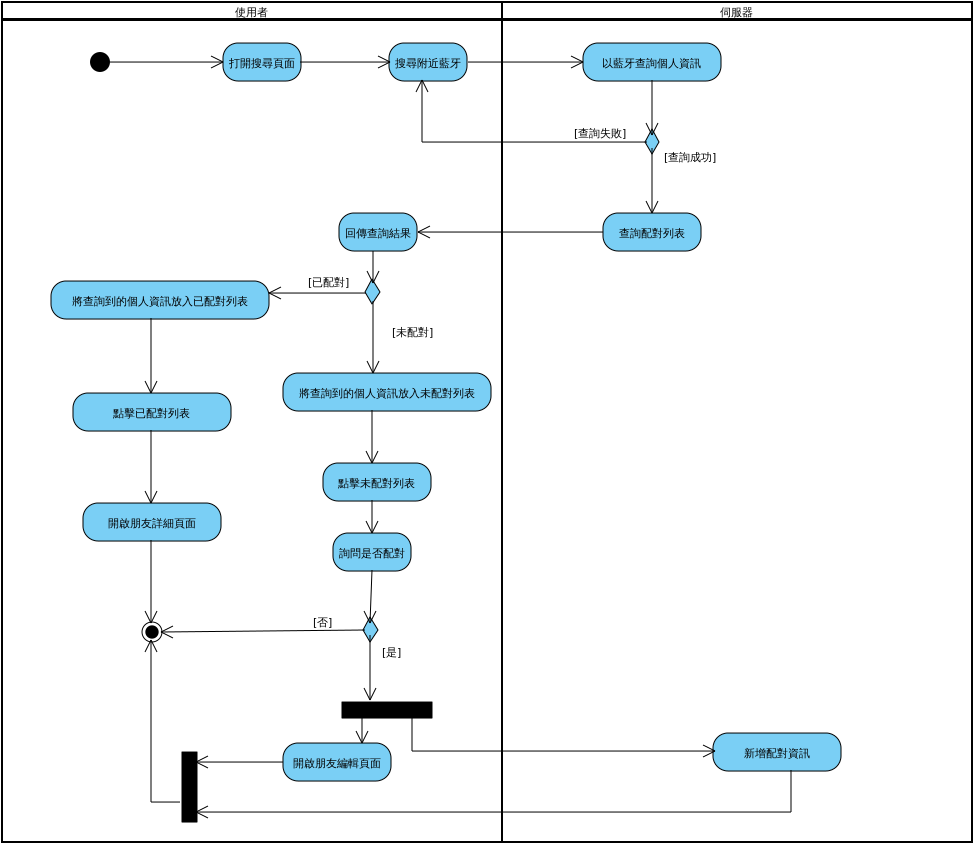 使用者
伺服器
打開搜尋頁面
搜尋附近藍牙
以藍牙查詢個人資訊
[查詢失敗]
[查詢成功]
回傳查詢結果
查詢配對列表
[已配對]
將查詢到的個人資訊放入已配對列表
[未配對]
將查詢到的個人資訊放入未配對列表
點擊已配對列表
點擊未配對列表
開啟朋友詳細頁面
詢問是否配對
[否]
[是]
開啟朋友編輯頁面
新增配對資訊